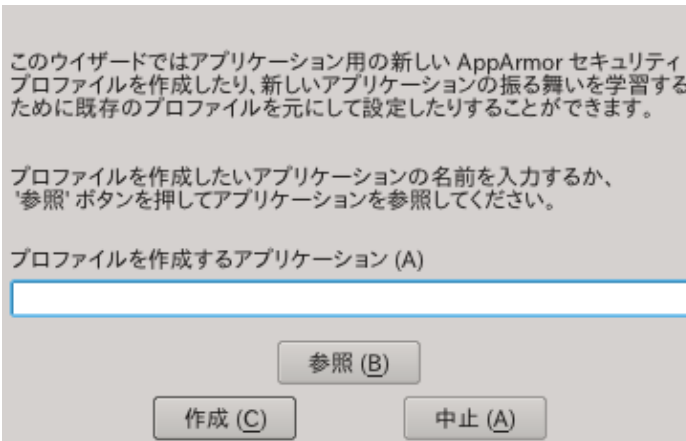 このウイザードではアプリケーション用の新しい AppArmor セキュリティ
プロファイルを作成したり、新しいアプリケーションの振る舞いを学習する
ために既存のプロファイルを元にして設定したりすることができます。
プロファイルを作成したいアプリケーションの名前を入力するか、
'参照' ボタンを押してアプリケーションを参照してください。
プロファイルを作成するアプリケーション (A)
参照 (B)
作成 (C) 中止 (A)